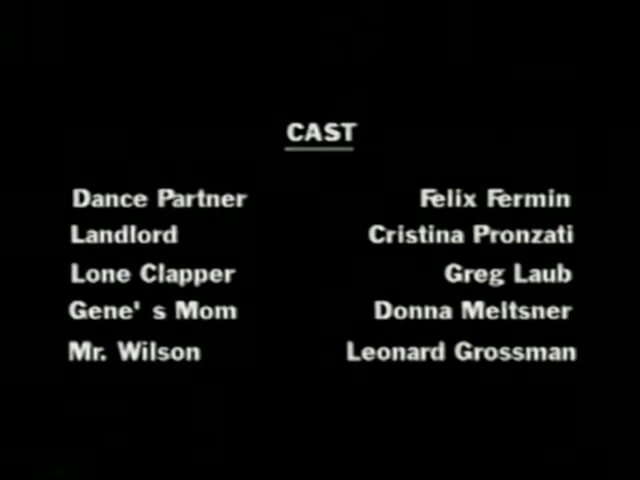 CAST
Dance Partner Felix Fermin
Landlord Cristina Pronzati
Lone Clapper Greg Laub
Gene' s Mom Donna Meltsner
Mr. Wilson Leonard Grossman